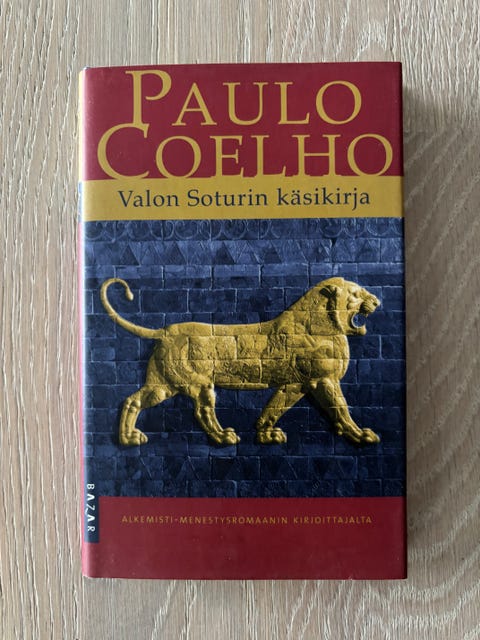 PAULO
COELHO
Valon Soturin käsikirja
BAZAR
ALKEMISTI-MENESTYSROMAANIN KIRJOITTAJALTA